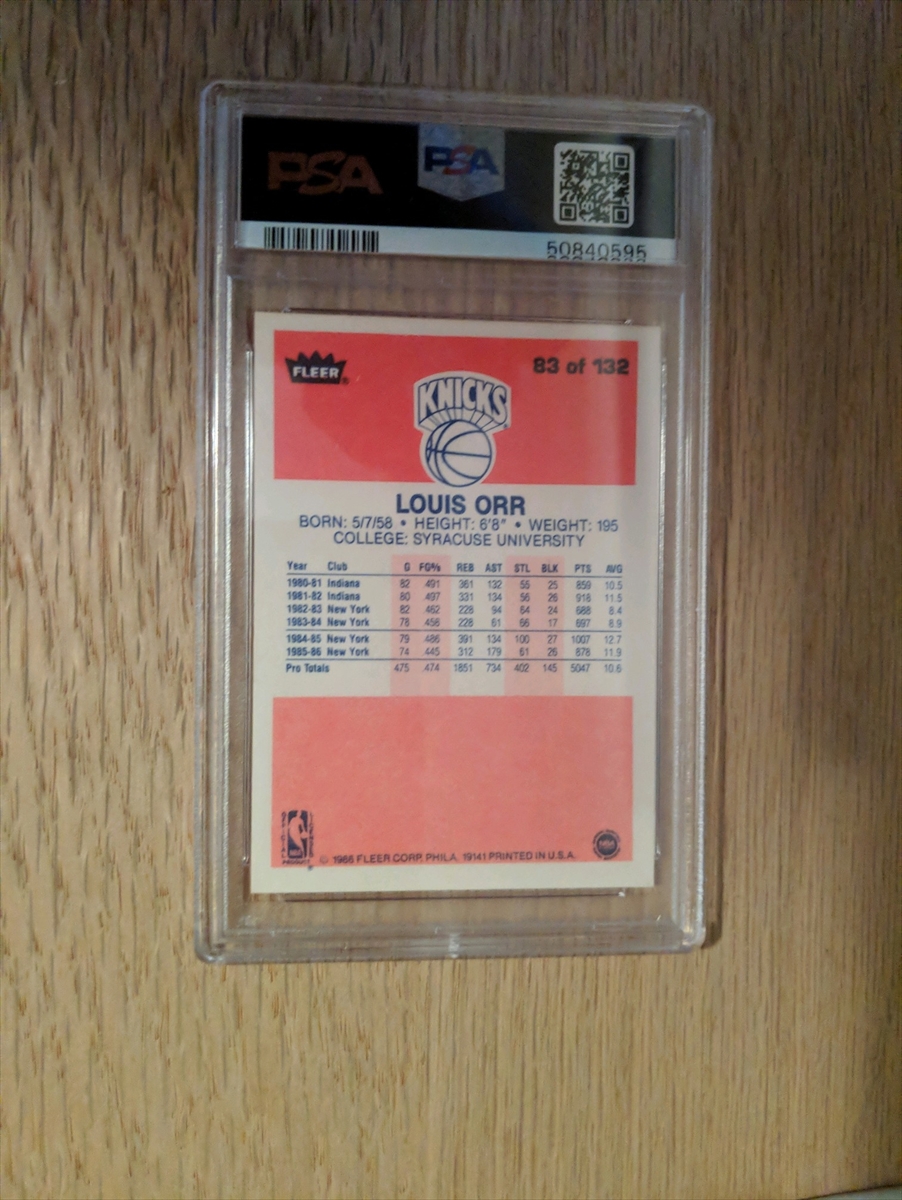 PSA PSA
50840595
FLEER® 83 of 132
KNICKS
LOUIS ORR
BORN: 5/7/58 • HEIGHT: 6'8" • WEIGHT: 195
COLLEGE: SYRACUSE UNIVERSITY
Year Club G FG% REB AST STL BLK PTS AVG
1980-81 Indiana 82 .491 361 132 55 25 859 10.5
1981-82 Indiana 80 .497 331 134 56 26 918 11.5
1982-83 New York 82 .462 228 94 64 24 688 8.4
1983-84 New York 78 .458 228 61 66 17 697 8.9
1984-85 New York 79 .486 391 134 100 27 1007 12.7
1985-86 New York 74 .445 312 179 61 26 878 11.9
Pro Totals 475 .474 1851 734 402 145 5047 10.6
© 1986 FLEER CORP. PHILA. 19141 PRINTED IN U.S.A.